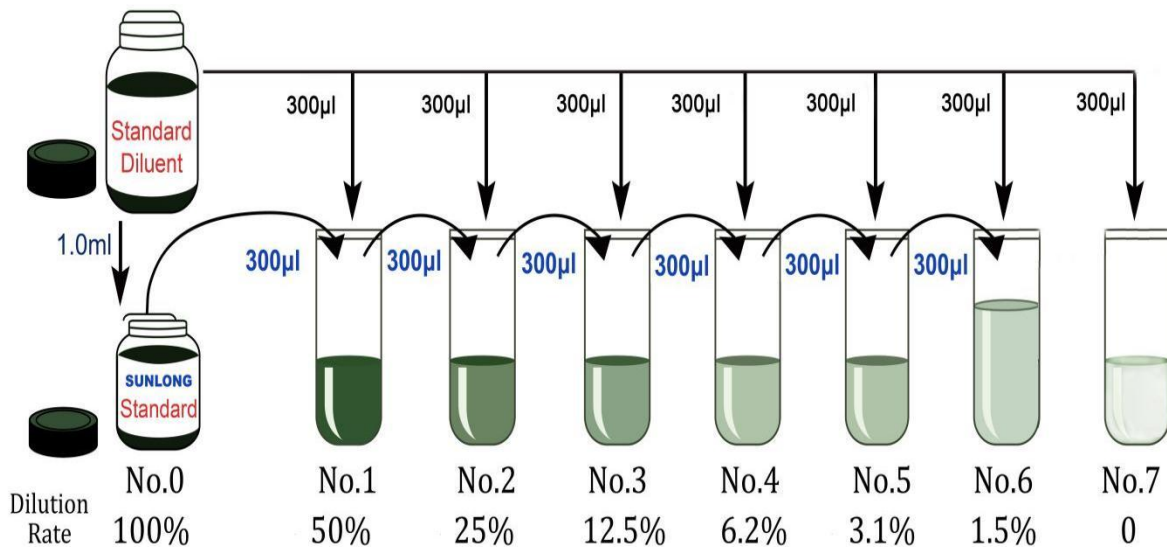 300µl 300µl 300µl 300µl 300µl 300µl 300µl
Standard
Diluent
1.0ml
300µl 300µl 300µl 300µl 300µl 300µl
SUNLONG
Standard
No.0 No.1 No.2 No.3 No.4 No.5 No.6 No.7
Dilution
Rate 100% 50% 25% 12.5% 6.2% 3.1% 1.5% 0